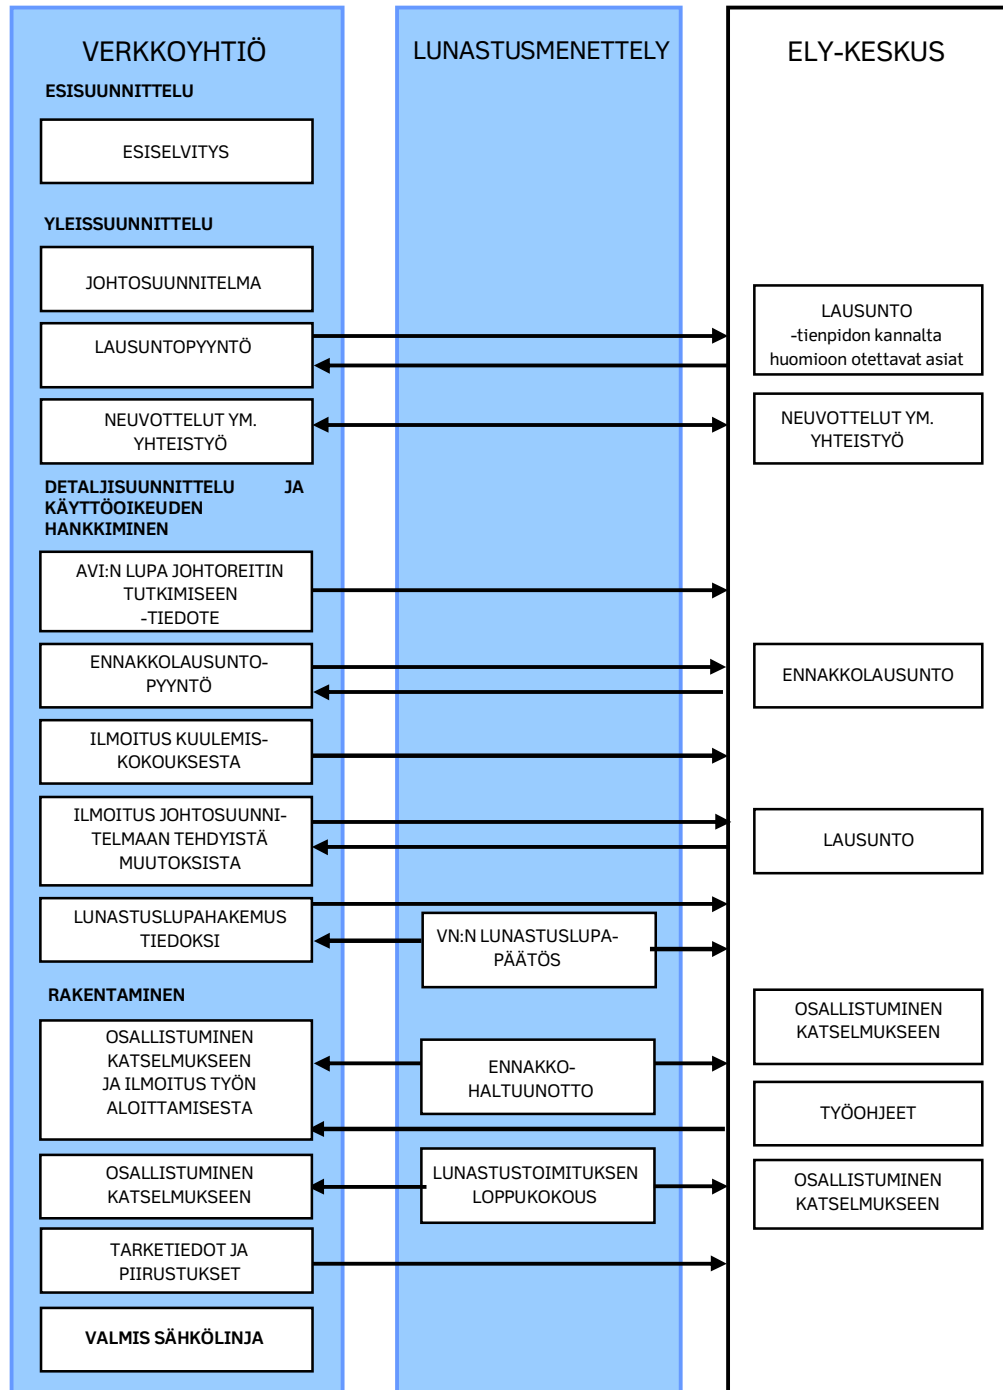 VERKKOYHTIÖ
LUNASTUSMENETTELY
ELY-KESKUS
ESISUUNNITTELU
ESISELVITYS
YLEISSUUNNITTELU
JOHTOSUUNNITELMA
LAUSUNTOPYYNTÖ
LAUSUNTO
-tienpidon kannalta
huomioon otettavat asiat
NEUVOTTELUT YM.
YHTEISTYÖ
NEUVOTTELUT YM.
YHTEISTYÖ
DETALJISUUNNITTELU JA
KÄYTTÖOIKEUDEN
HANKKIMINEN
AVI:N LUPA JOHTOREITIN
TUTKIMISEEN
-TIEDOTE
ENNAKKOLAUSUNTO-
PYYNTÖ
ENNAKKOLAUSUNTO
ILMOITUS KUULEMIS-
KOKOUKSESTA
ILMOITUS JOHTOSUUNNI-
TELMAAN TEHDYISTÄ
MUUTOKSISTA
LAUSUNTO
LUNASTUSLUPAHAKEMUS
TIEDOKSI
VN:N LUNASTUSLUPA-
PÄÄTÖS
RAKENTAMINEN
OSALLISTUMINEN
KATSELMUKSEEN
JA ILMOITUS TYÖN
ALOITTAMISESTA
ENNAKKO-
HALTUUNOTTO
OSALLISTUMINEN
KATSELMUKSEEN
TYÖOHJEET
OSALLISTUMINEN
KATSELMUKSEEN
LUNASTUSTOIMITUKSEN
LOPPUKOKOUS
OSALLISTUMINEN
KATSELMUKSEEN
TARKETIEDOT JA
PIIRUSTUKSET
VALMIS SÄHKÖLINJA